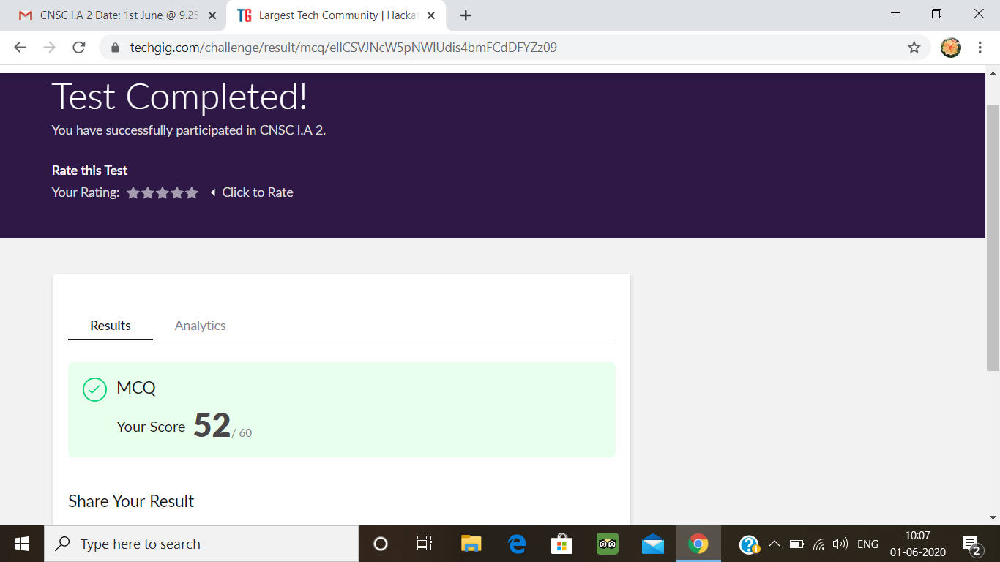 CNSC I.A 2 Date: 1st June @ 9.25
TG Largest Tech Community | Hacka
techgig.com/challenge/result/mcq/ellCSVJNcW5pNWlUdis4bmFCdDFYZz09
Test Completed!
You have successfully participated in CNSC I.A 2.
Rate this Test
Your Rating: Click to Rate
Results Analytics
MCQ
Your Score 52 / 60
Share Your Result
Type here to search
ENG
10:07
01-06-2020
2